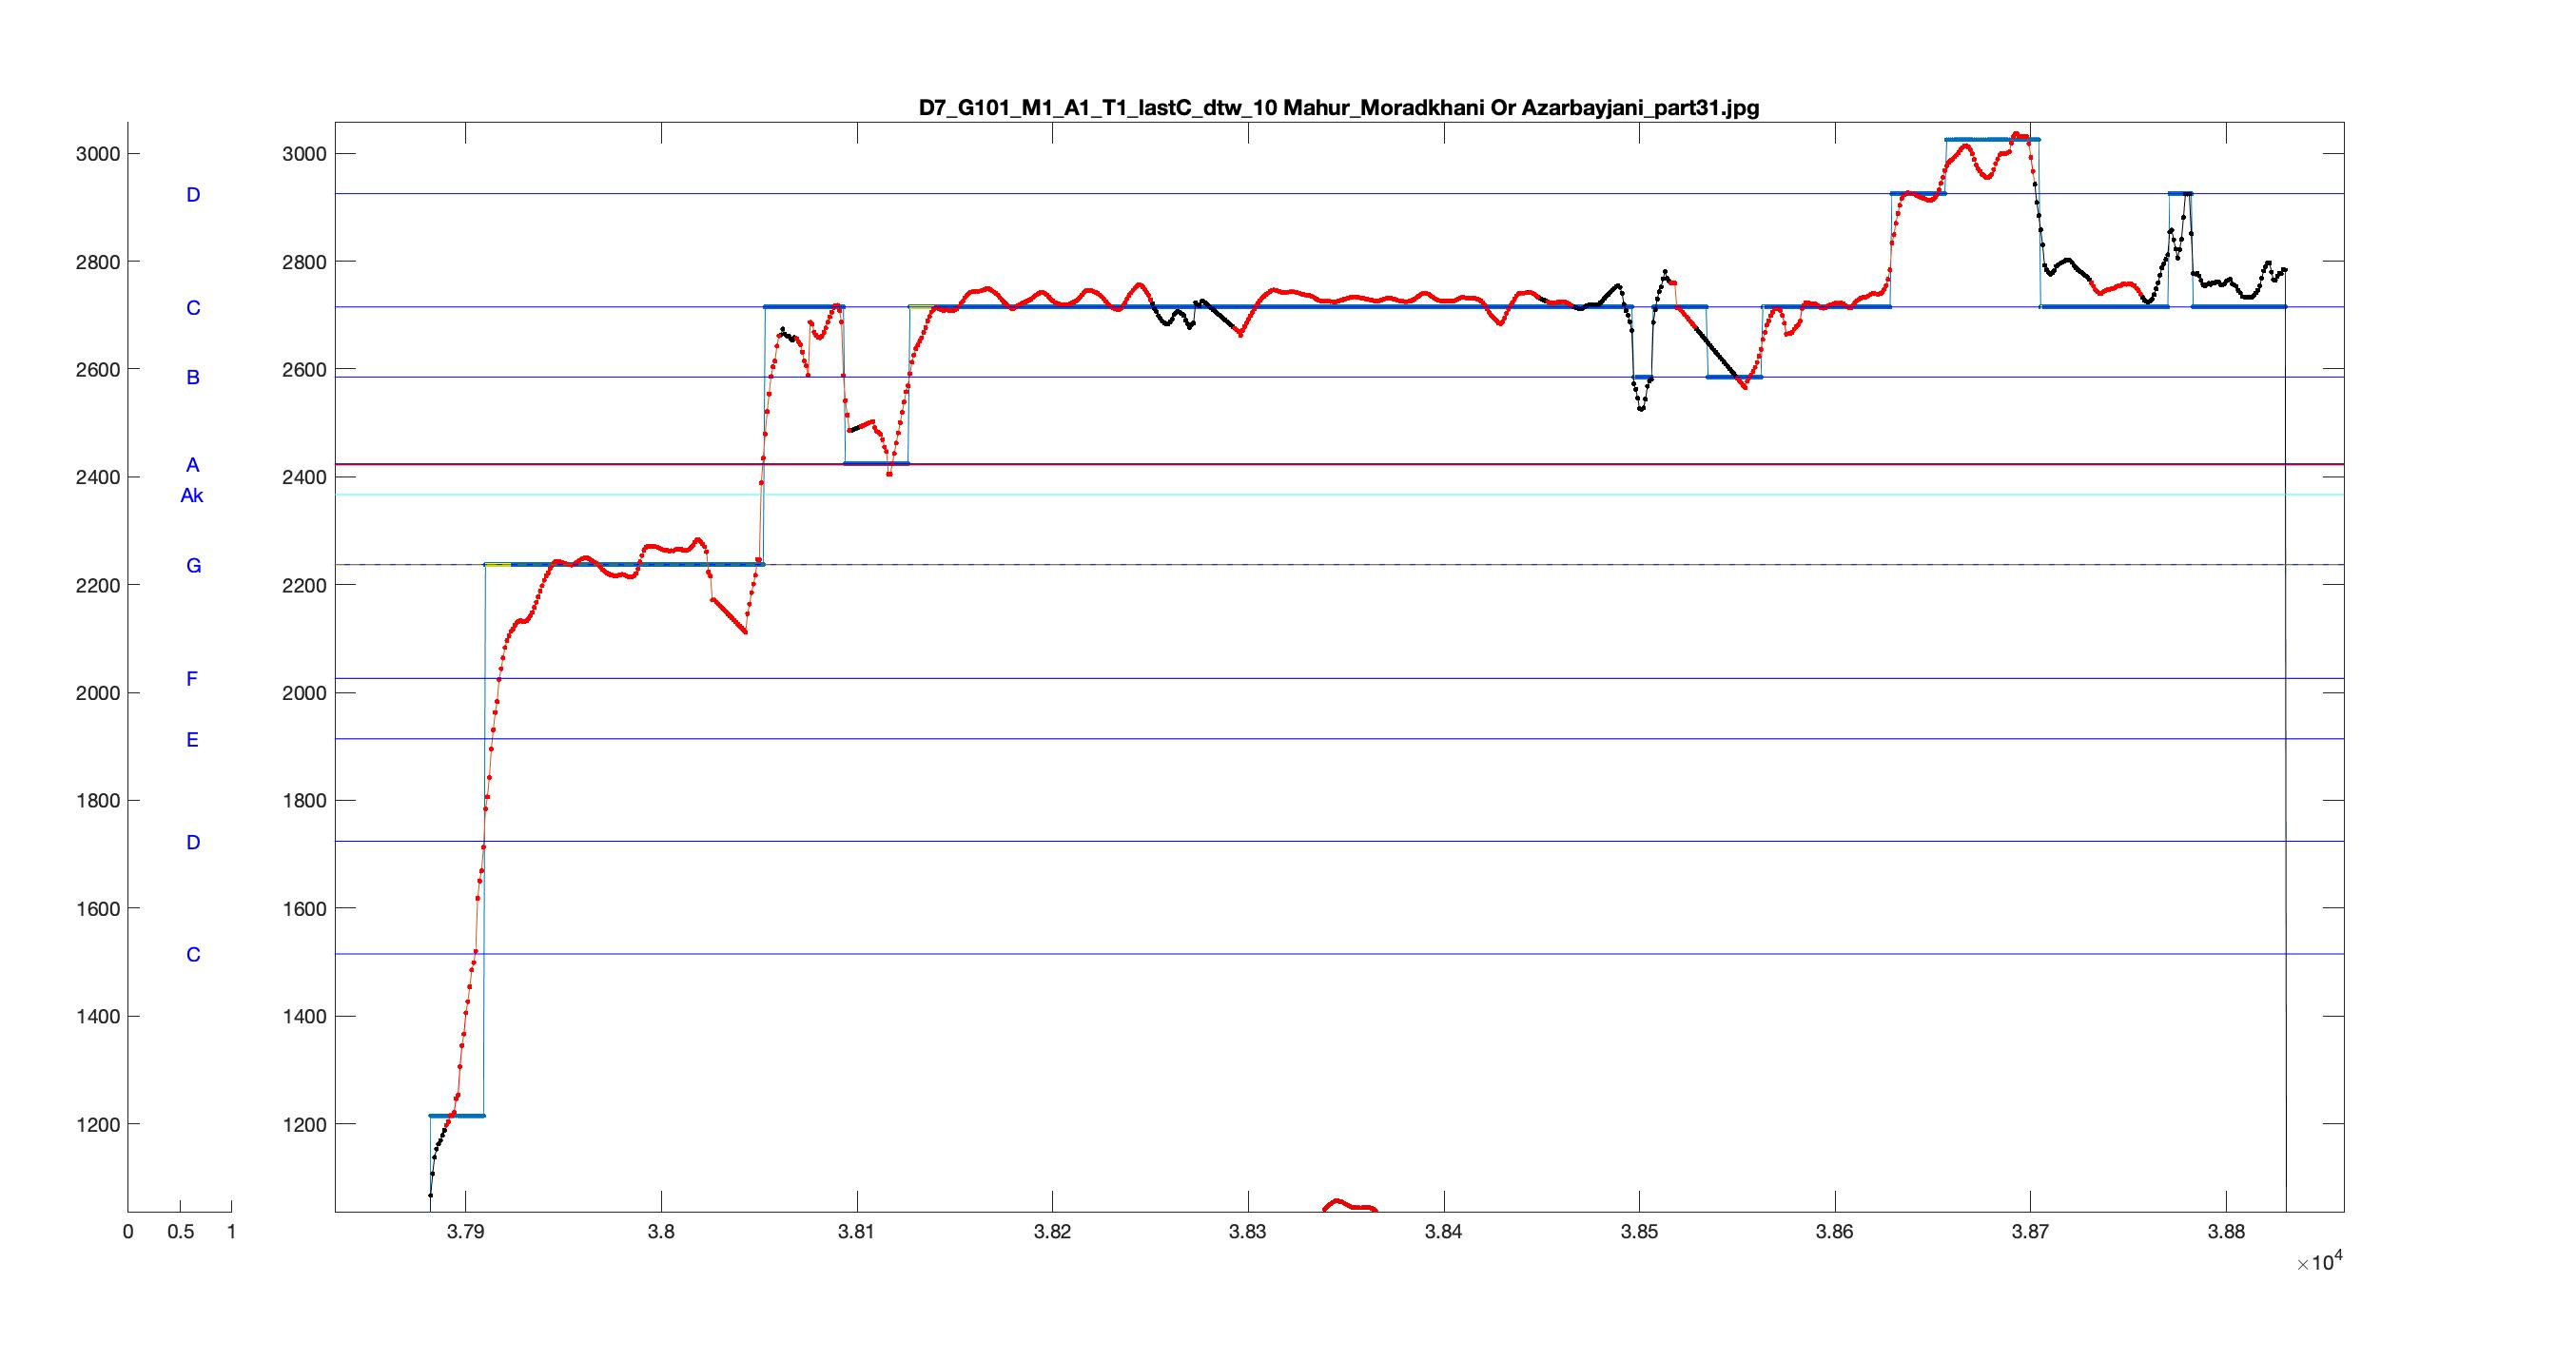 D7_G101_M1_A1_T1_lastC_dtw_10 Mahur_Moradkhani Or Azarbayjani_part31.jpg
3000 3000
D
2800 2800
C
2600 2600
B
A
2400 2400
Ak
G
2200 2200
F
2000 2000
E
1800 1800
D
1600 1600
C
1400 1400
1200 1200
0 0.5 1 3.79 3.8 3.81 3.82 3.83 3.84 3.85 3.86 3.87 3.88
×10^4